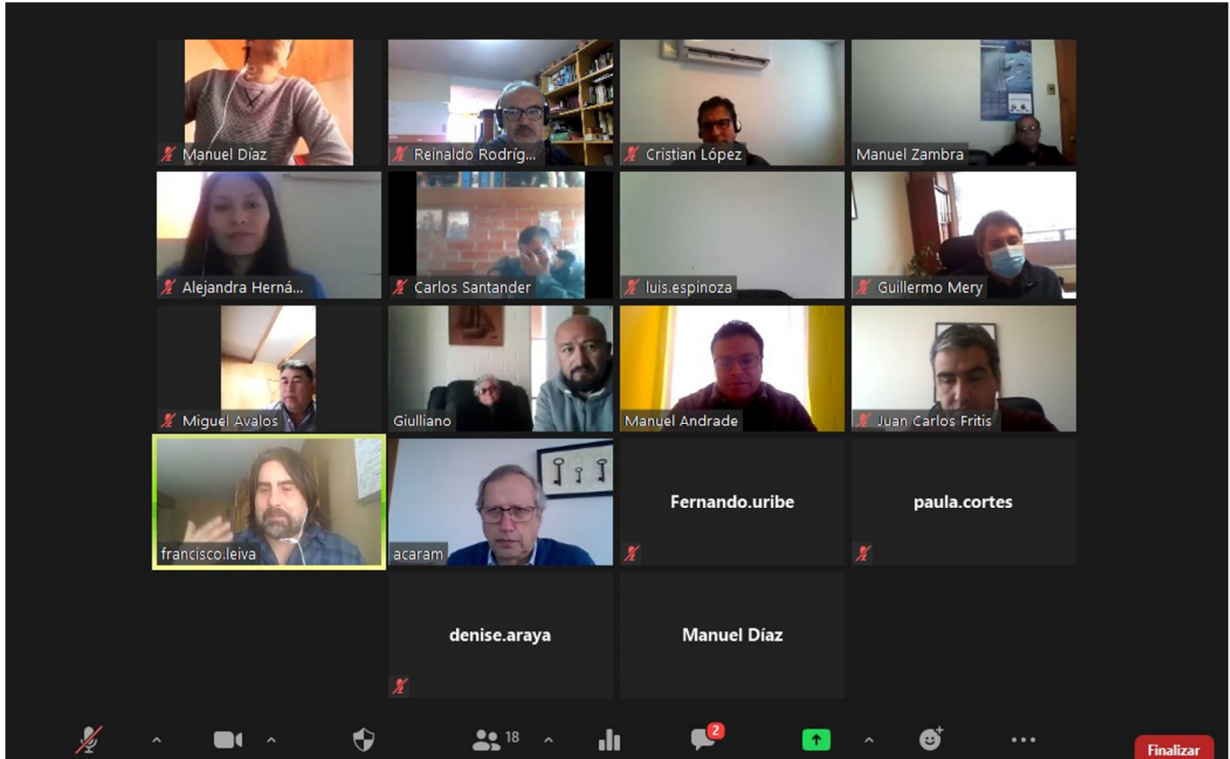 Manuel Díaz
Reinaldo Rodríg...
Cristian López
Manuel Zambra
Alejandra Herná...
Carlos Santander
luis.espinoza
Guillermo Mery
Miguel Avalos
Giulliano
Manuel Andrade
Juan Carlos Fritis
francisco.leiva
acaram
Fernando.uribe
paula.cortes
denise.araya
Manuel Díaz
18
2
Finalizar